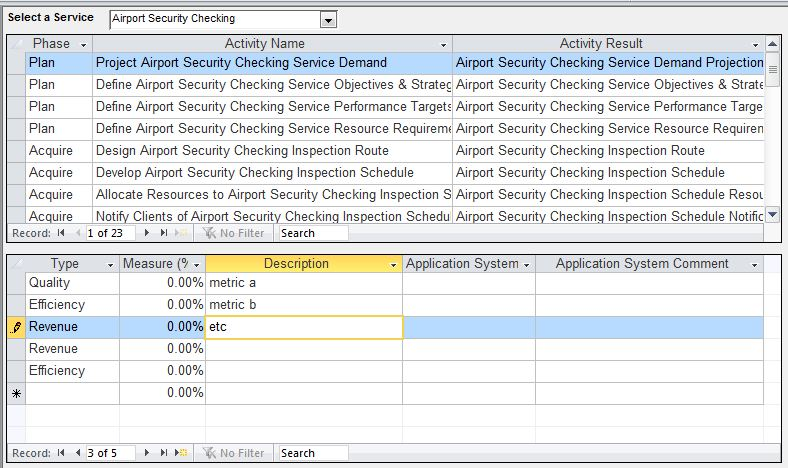 Select a Service Airport Security Checking
Phase Activity Name Activity Result
Plan Project Airport Security Checking Service Demand Airport Security Checking Service Demand Projection
Plan Define Airport Security Checking Service Objectives & Strateg Airport Security Checking Service Objectives & Strate
Plan Define Airport Security Checking Service Performance Targets Airport Security Checking Service Performance Targe
Plan Define Airport Security Checking Service Resource Requireme Airport Security Checking Service Resource Requiren
Acquire Design Airport Security Checking Inspection Route Airport Security Checking Inspection Route
Acquire Develop Airport Security Checking Inspection Schedule Airport Security Checking Inspection Schedule
Acquire Allocate Resources to Airport Security Checking Inspection S Airport Security Checking Inspection Schedule Resou
Acquire Notify Clients of Airport Security Checking Inspection Schedu Airport Security Checking Inspection Schedule Notific
Record: 1 of 23 No Filter Search
Type Measure (% Description Application System Application System Comment
Quality 0.00% metric a
Efficiency 0.00% metric b
Revenue 0.00% etc
Revenue 0.00%
Efficiency 0.00%
0.00%
Record: 3 of 5 No Filter Search